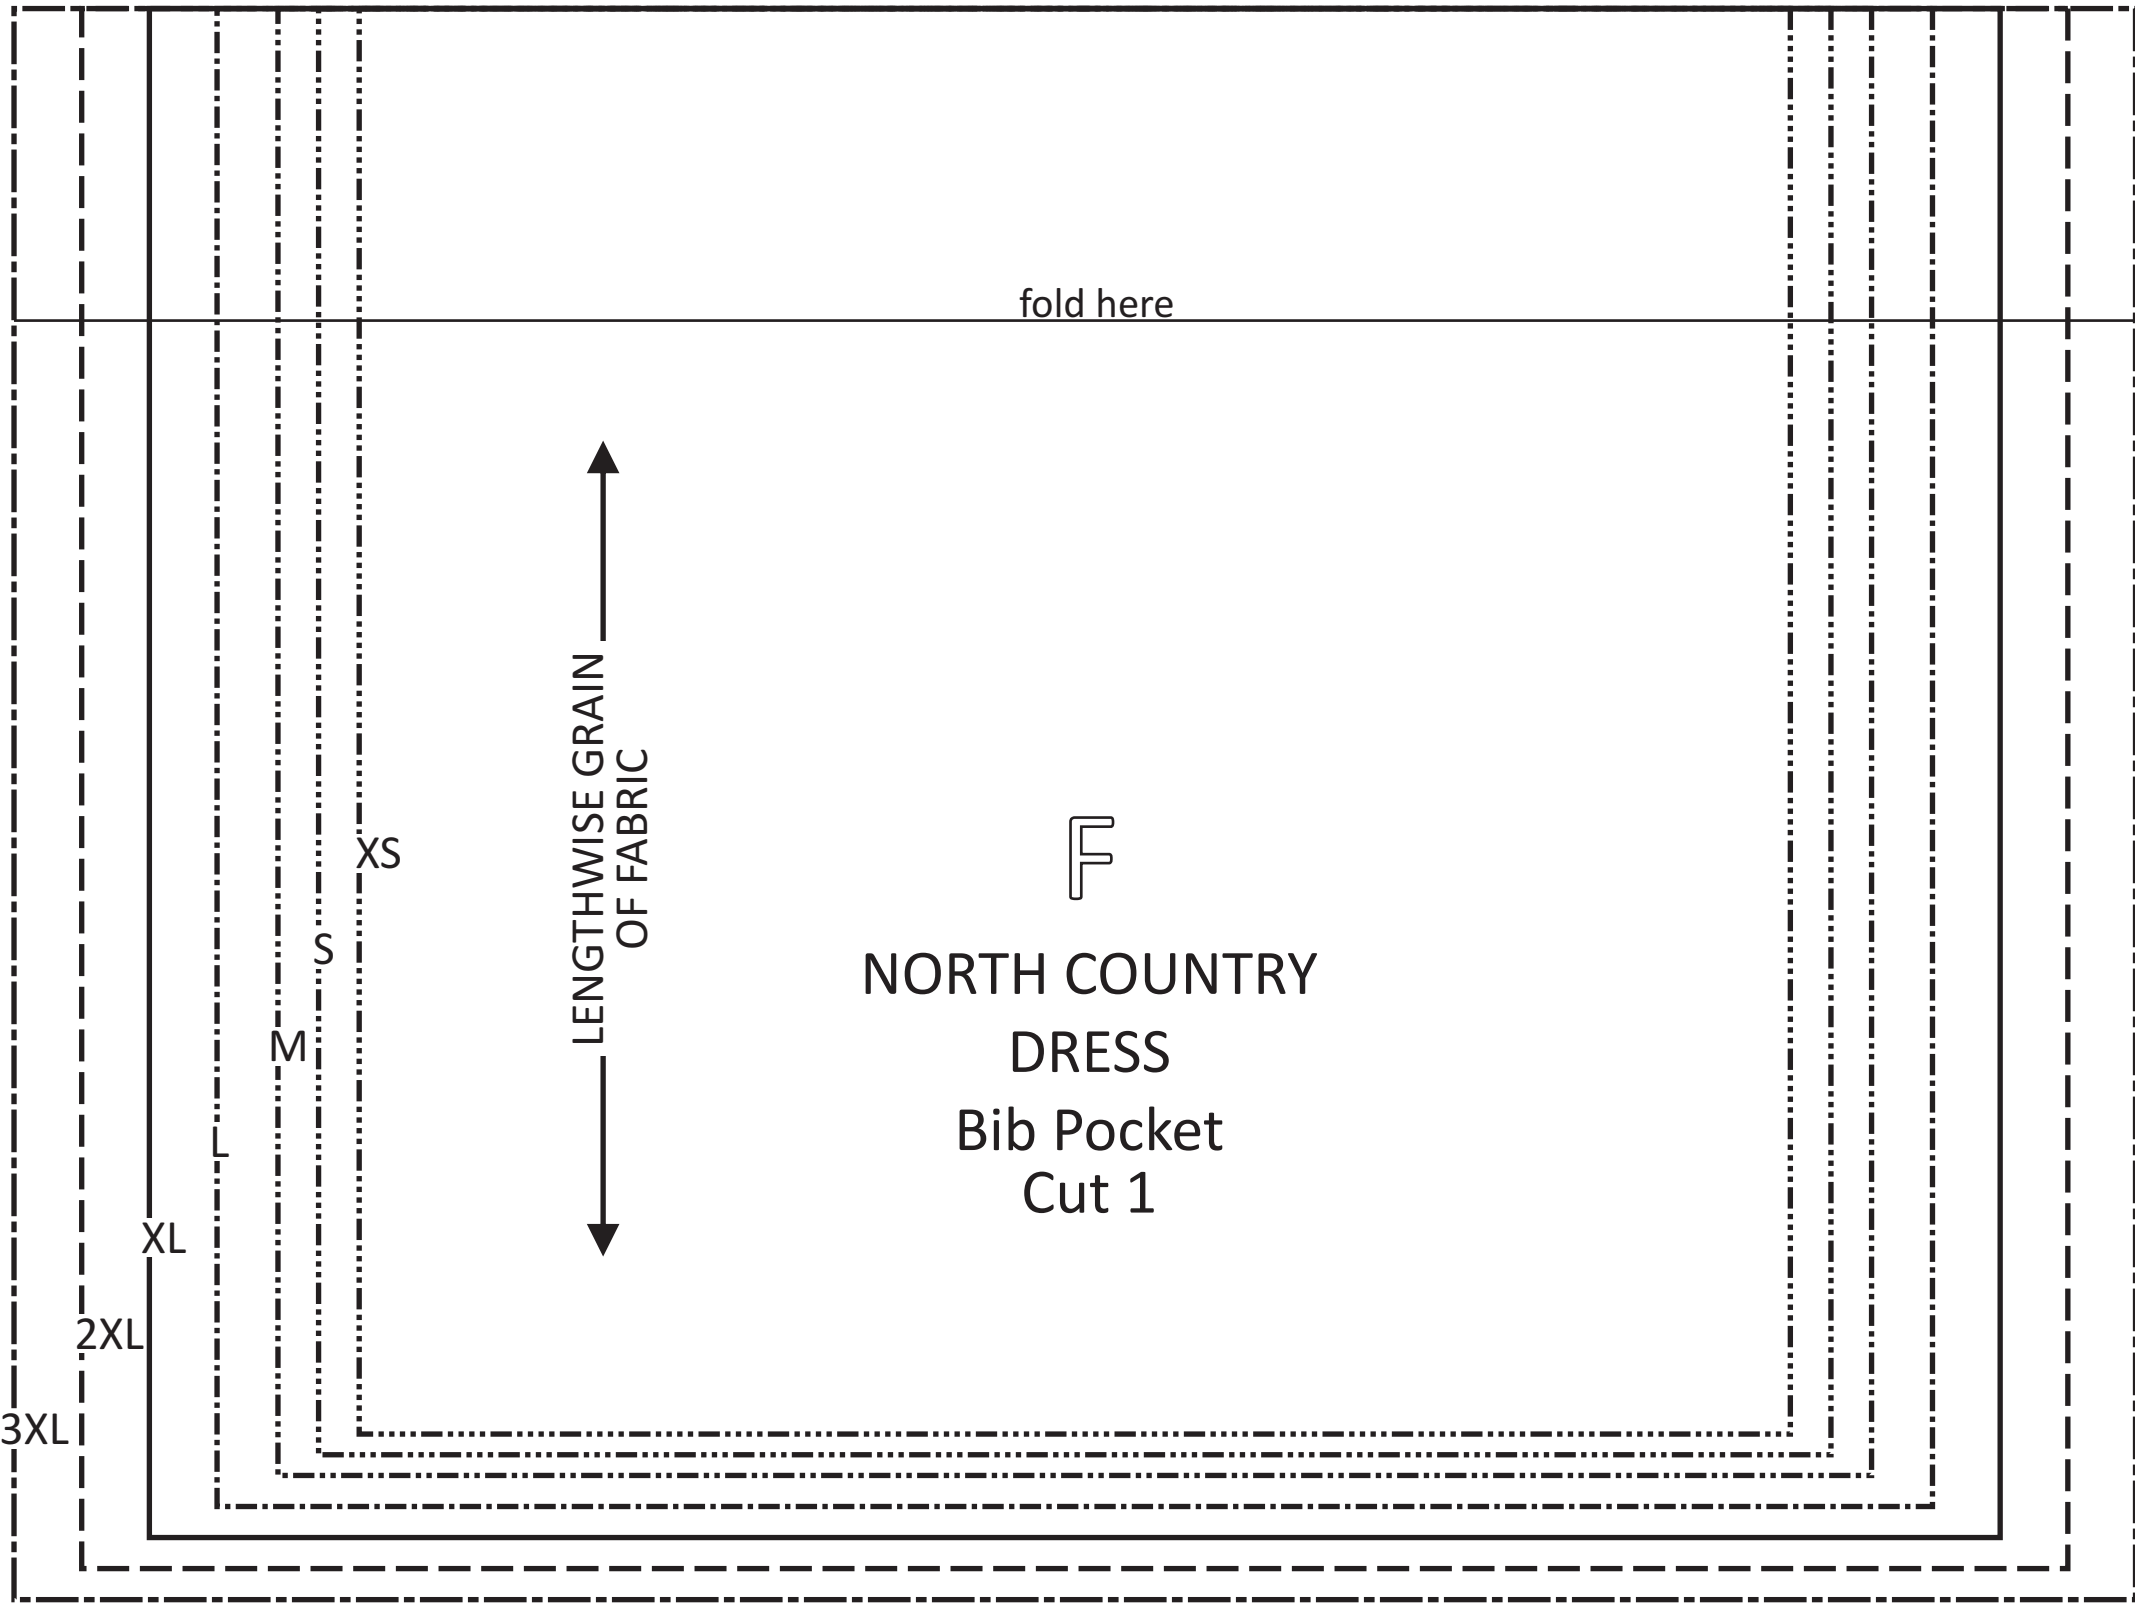 fold here
LENGTHWISE GRAIN
OF FABRIC
XS
S
M
L
XL
2XL
3XL
F
NORTH COUNTRY
DRESS
Bib Pocket
Cut 1